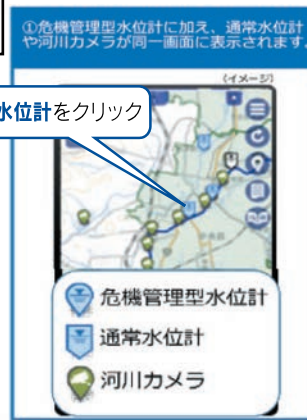 ①危機管理型水位計に加え、通常水位計
や河川カメラが同一画面に表示されます。
(イメージ)
水位計をクリック
危機管理型水位計
通常水位計
河川カメラ